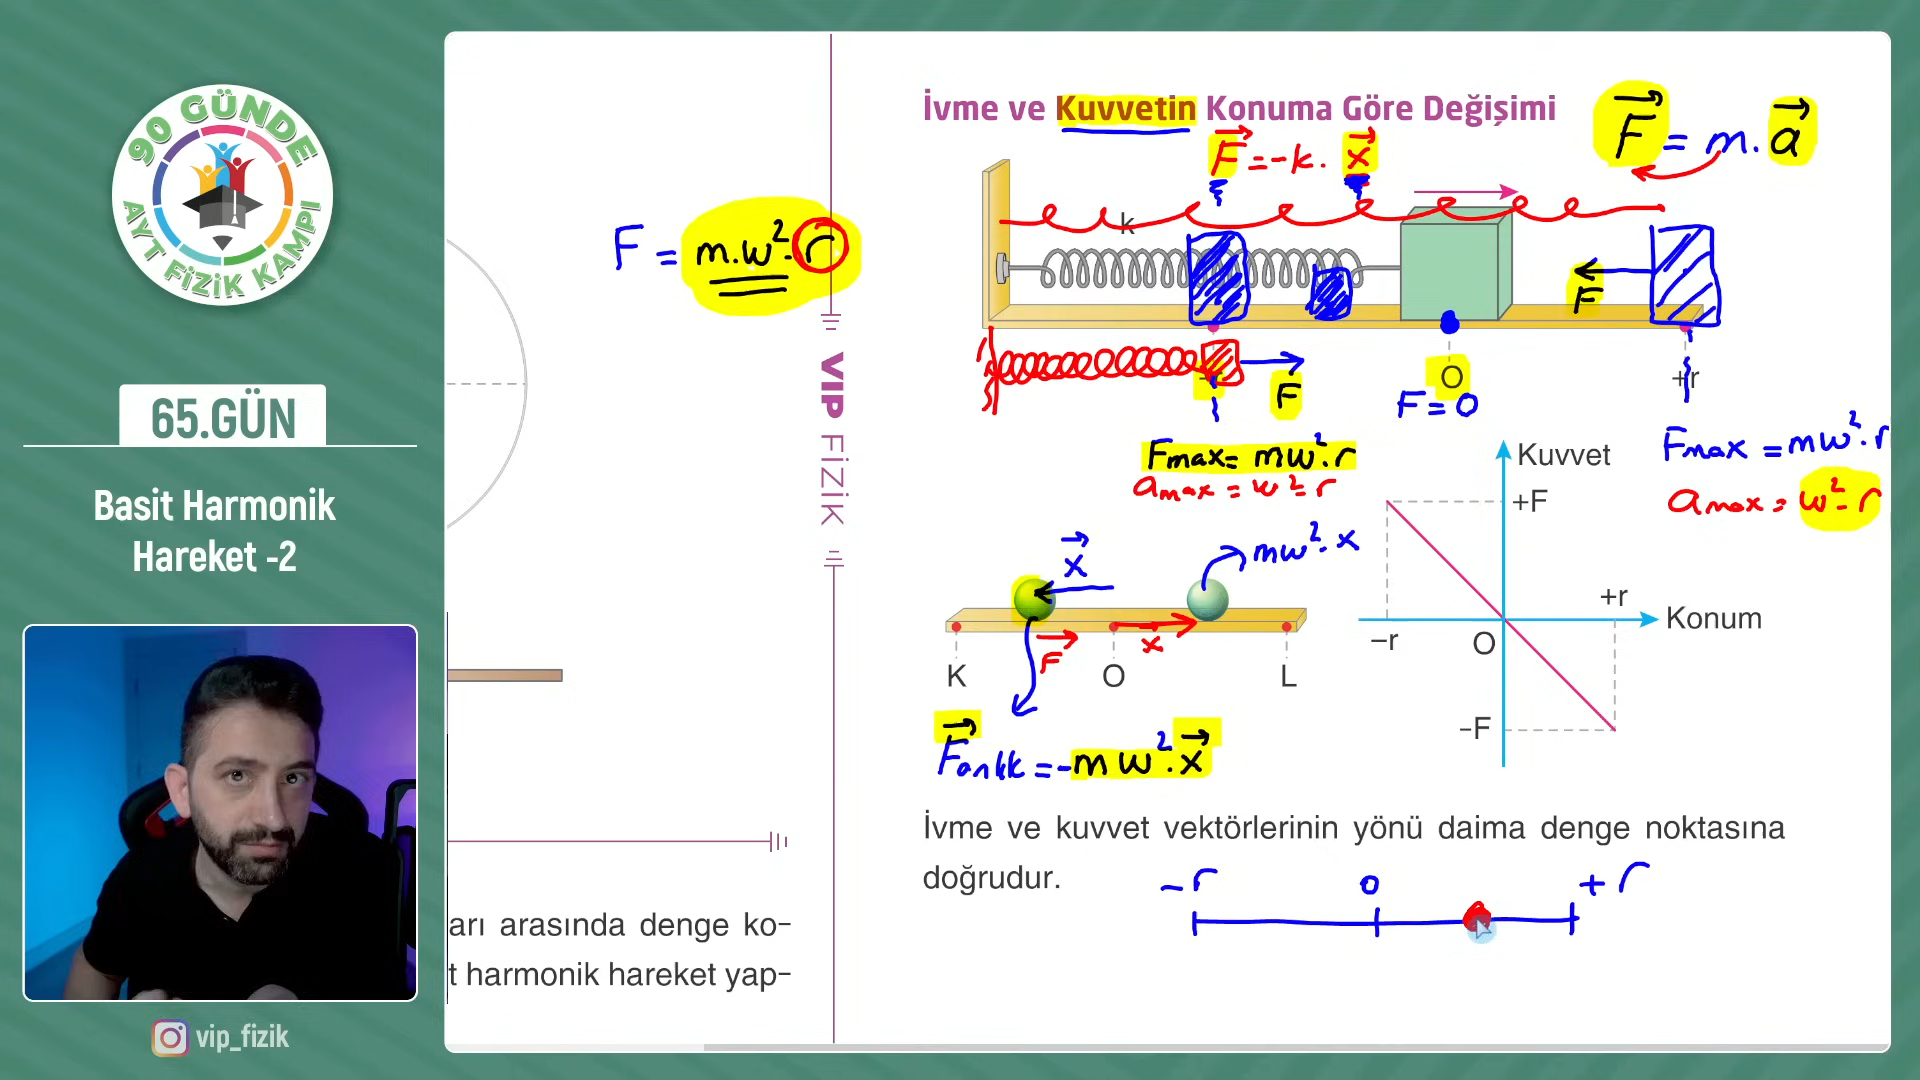 90 GÜNDE
AYT FİZİK KAMPI
65.GÜN
Basit Harmonik
Hareket -2
vip_fizik
F = m.w².r
VIP FİZİK
arı arasında denge ko-
t harmonik hareket yap-
İvme ve Kuvvetin Konuma Göre Değişimi
F = -k. x
F = m. a
k
F
F
O
+r
F = 0
Fmax = mw².r
amax = w².r
Fmax = mw².r
amax = w².r
Kuvvet
+F
+r
Konum
-r
O
-F
x
mw².x
F
x
K
O
L
Fanlık = -mw².x
İvme ve kuvvet vektörlerinin yönü daima denge noktasına
doğrudur.
-r
0
+r